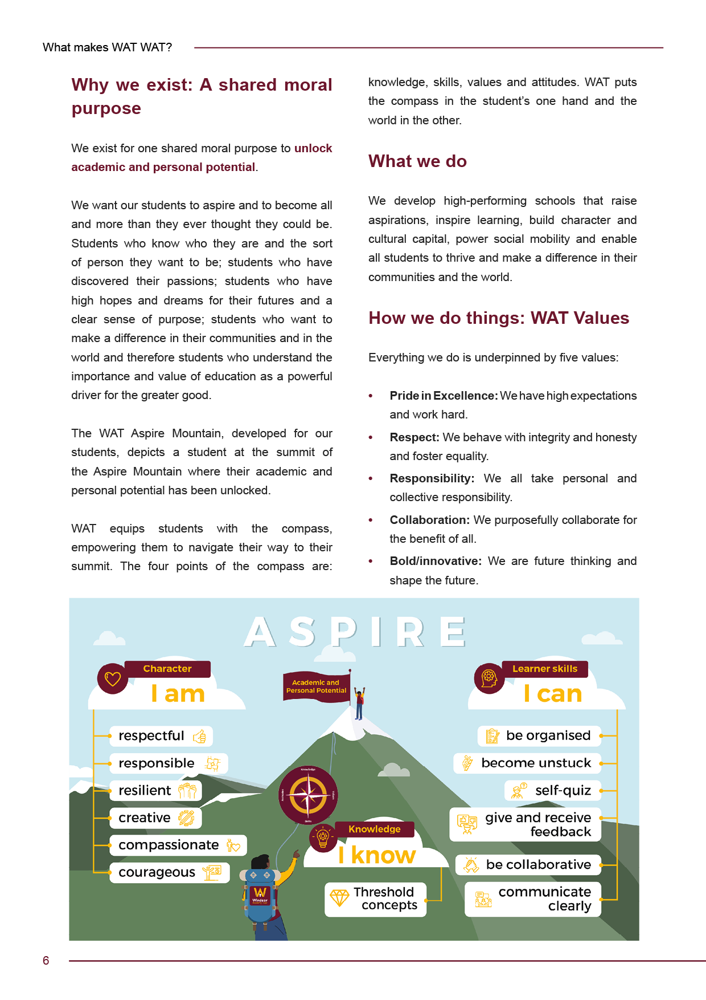 What makes WAT WAT?
Why we exist: A shared moral
purpose
We exist for one shared moral purpose to unlock
academic and personal potential.
We want our students to aspire and to become all
and more than they ever thought they could be.
Students who know who they are and the sort
of person they want to be; students who have
discovered their passions; students who have
high hopes and dreams for their futures and a
clear sense of purpose; students who want to
make a difference in their communities and in the
world and therefore students who understand the
importance and value of education as a powerful
driver for the greater good.
The WAT Aspire Mountain, developed for our
students, depicts a student at the summit of
the Aspire Mountain where their academic and
personal potential has been unlocked.
WAT equips students with the compass,
empowering them to navigate their way to their
summit. The four points of the compass are:
knowledge, skills, values and attitudes. WAT puts
the compass in the student’s one hand and the
world in the other.
What we do
We develop high-performing schools that raise
aspirations, inspire learning, build character and
cultural capital, power social mobility and enable
all students to thrive and make a difference in their
communities and the world.
How we do things: WAT Values
Everything we do is underpinned by five values:
• Pride in Excellence: We have high expectations
and work hard.
• Respect: We behave with integrity and honesty
and foster equality.
• Responsibility: We all take personal and
collective responsibility.
• Collaboration: We purposefully collaborate for
the benefit of all.
• Bold/innovative: We are future thinking and
shape the future.
ASPIRE
Character
I am
respectful
responsible
resilient
creative
compassionate
courageous
Academic and
Personal Potential
Knowledge
Values
Skills
Attitudes
Knowledge
I know
Threshold
concepts
Windsor
Academy Trust
Learner skills
I can
be organised
become unstuck
self-quiz
give and receive
feedback
be collaborative
communicate
clearly
6